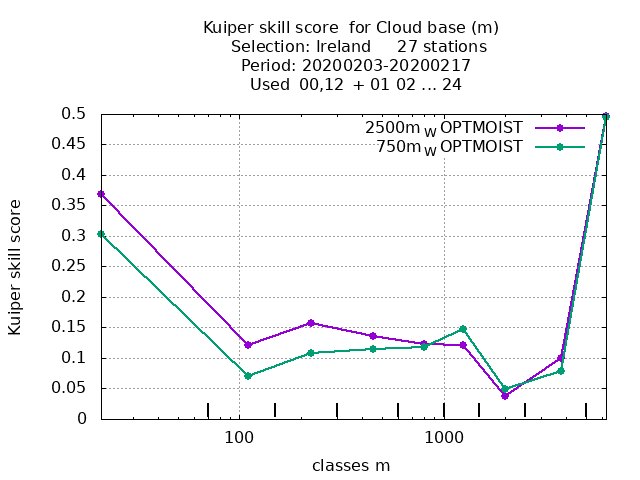 Kuiper skill score  for Cloud base (m)
Selection: Ireland     27 stations
Period: 20200203-20200217
Used  00,12  + 01 02 ... 24
2500m_W OPTMOIST
750m_W OPTMOIST
Kuiper skill score
0.5
0.45
0.4
0.35
0.3
0.25
0.2
0.15
0.1
0.05
0
100
1000
classes m